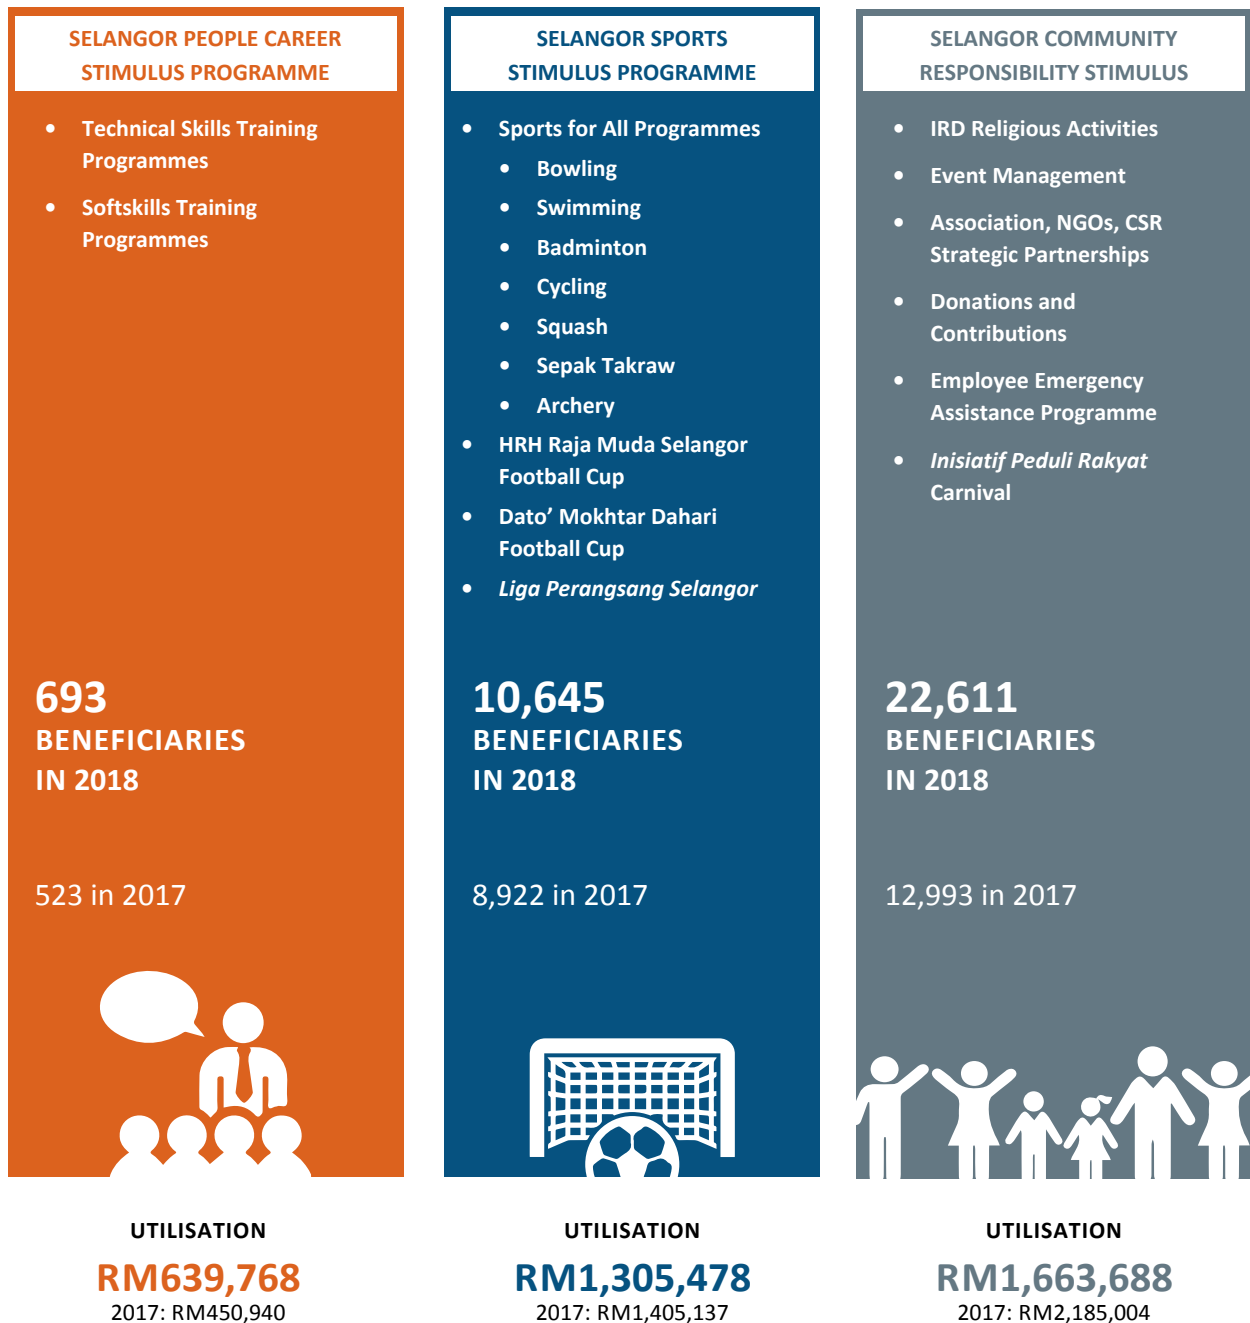 SELANGOR PEOPLE CAREER
STIMULUS PROGRAMME
• Technical Skills Training
Programmes
• Softskills Training
Programmes
693
BENEFICIARIES
IN 2018
523 in 2017
UTILISATION
RM639,768
2017: RM450,940
SELANGOR SPORTS
STIMULUS PROGRAMME
• Sports for All Programmes
• Bowling
• Swimming
• Badminton
• Cycling
• Squash
• Sepak Takraw
• Archery
• HRH Raja Muda Selangor
Football Cup
• Dato’ Mokhtar Dahari
Football Cup
• Liga Perangsang Selangor
10,645
BENEFICIARIES
IN 2018
8,922 in 2017
UTILISATION
RM1,305,478
2017: RM1,405,137
SELANGOR COMMUNITY
RESPONSIBILITY STIMULUS
• IRD Religious Activities
• Event Management
• Association, NGOs, CSR
Strategic Partnerships
• Donations and
Contributions
• Employee Emergency
Assistance Programme
• Inisiatif Peduli Rakyat
Carnival
22,611
BENEFICIARIES
IN 2018
12,993 in 2017
UTILISATION
RM1,663,688
2017: RM2,185,004